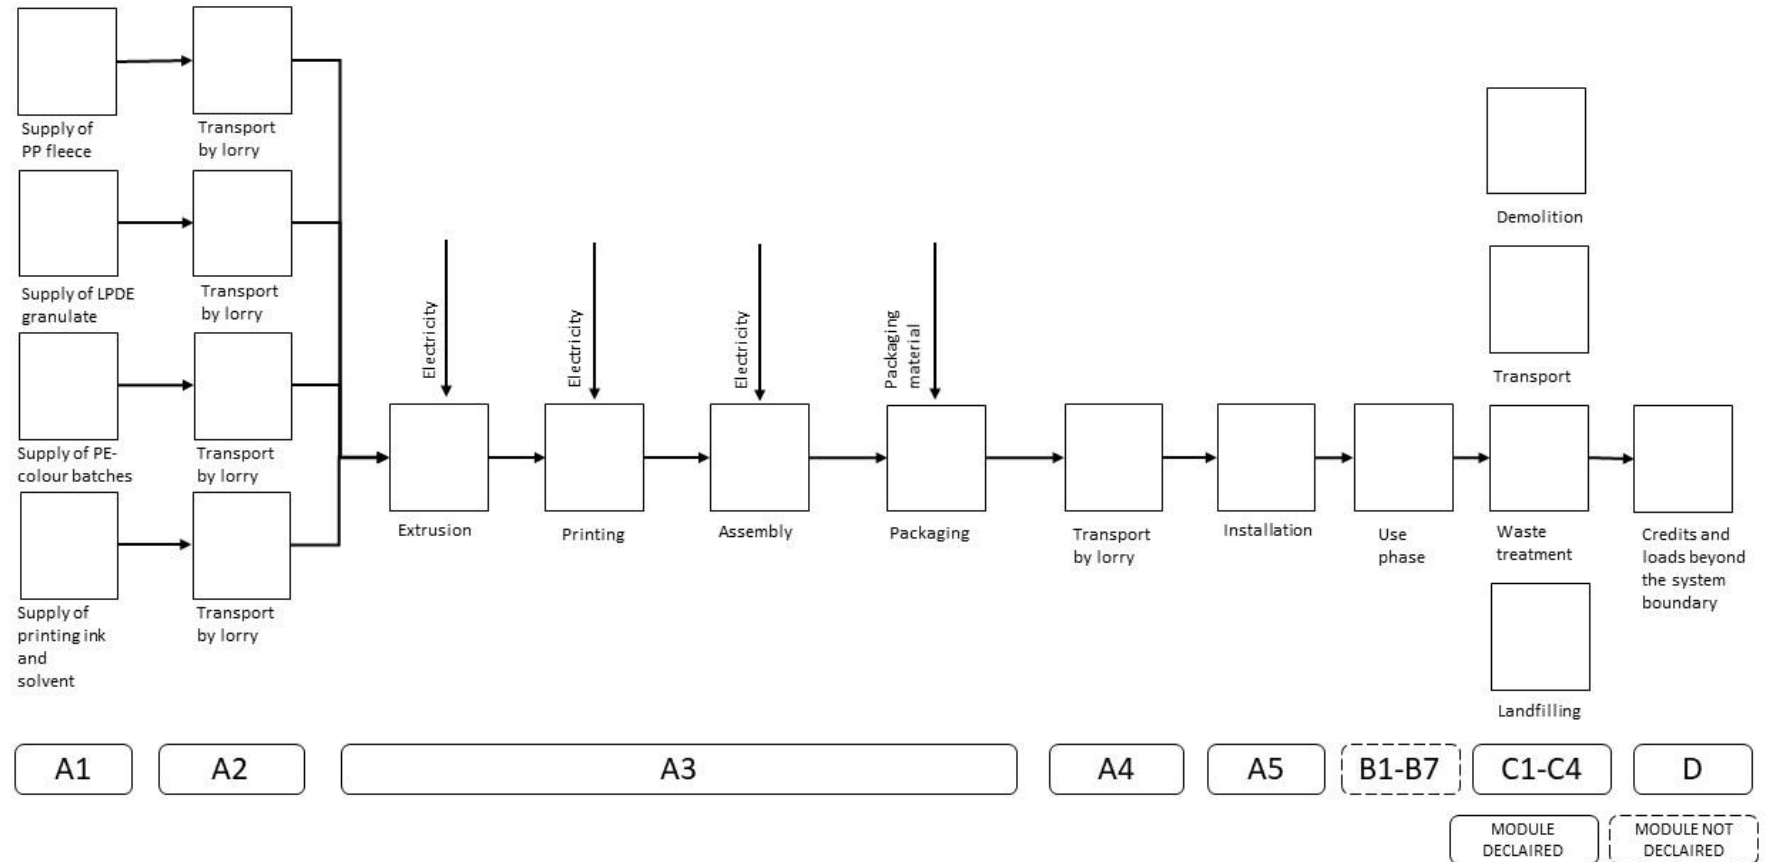 Supply of
PP fleece
Transport
by lorry
Supply of LPDE
granulate
Transport
by lorry
Supply of PE-
colour batches
Transport
by lorry
Supply of
printing ink
and
solvent
Transport
by lorry
Electricity
Extrusion
Electricity
Printing
Electricity
Assembly
Packaging
material
Packaging
Transport
by lorry
Installation
Use
phase
Demolition
Transport
Waste
treatment
Landfilling
Credits and
loads beyond
the system
boundary
A1
A2
A3
A4
A5
B1-B7
C1-C4
D
MODULE
DECLAIRED
MODULE NOT
DECLAIRED